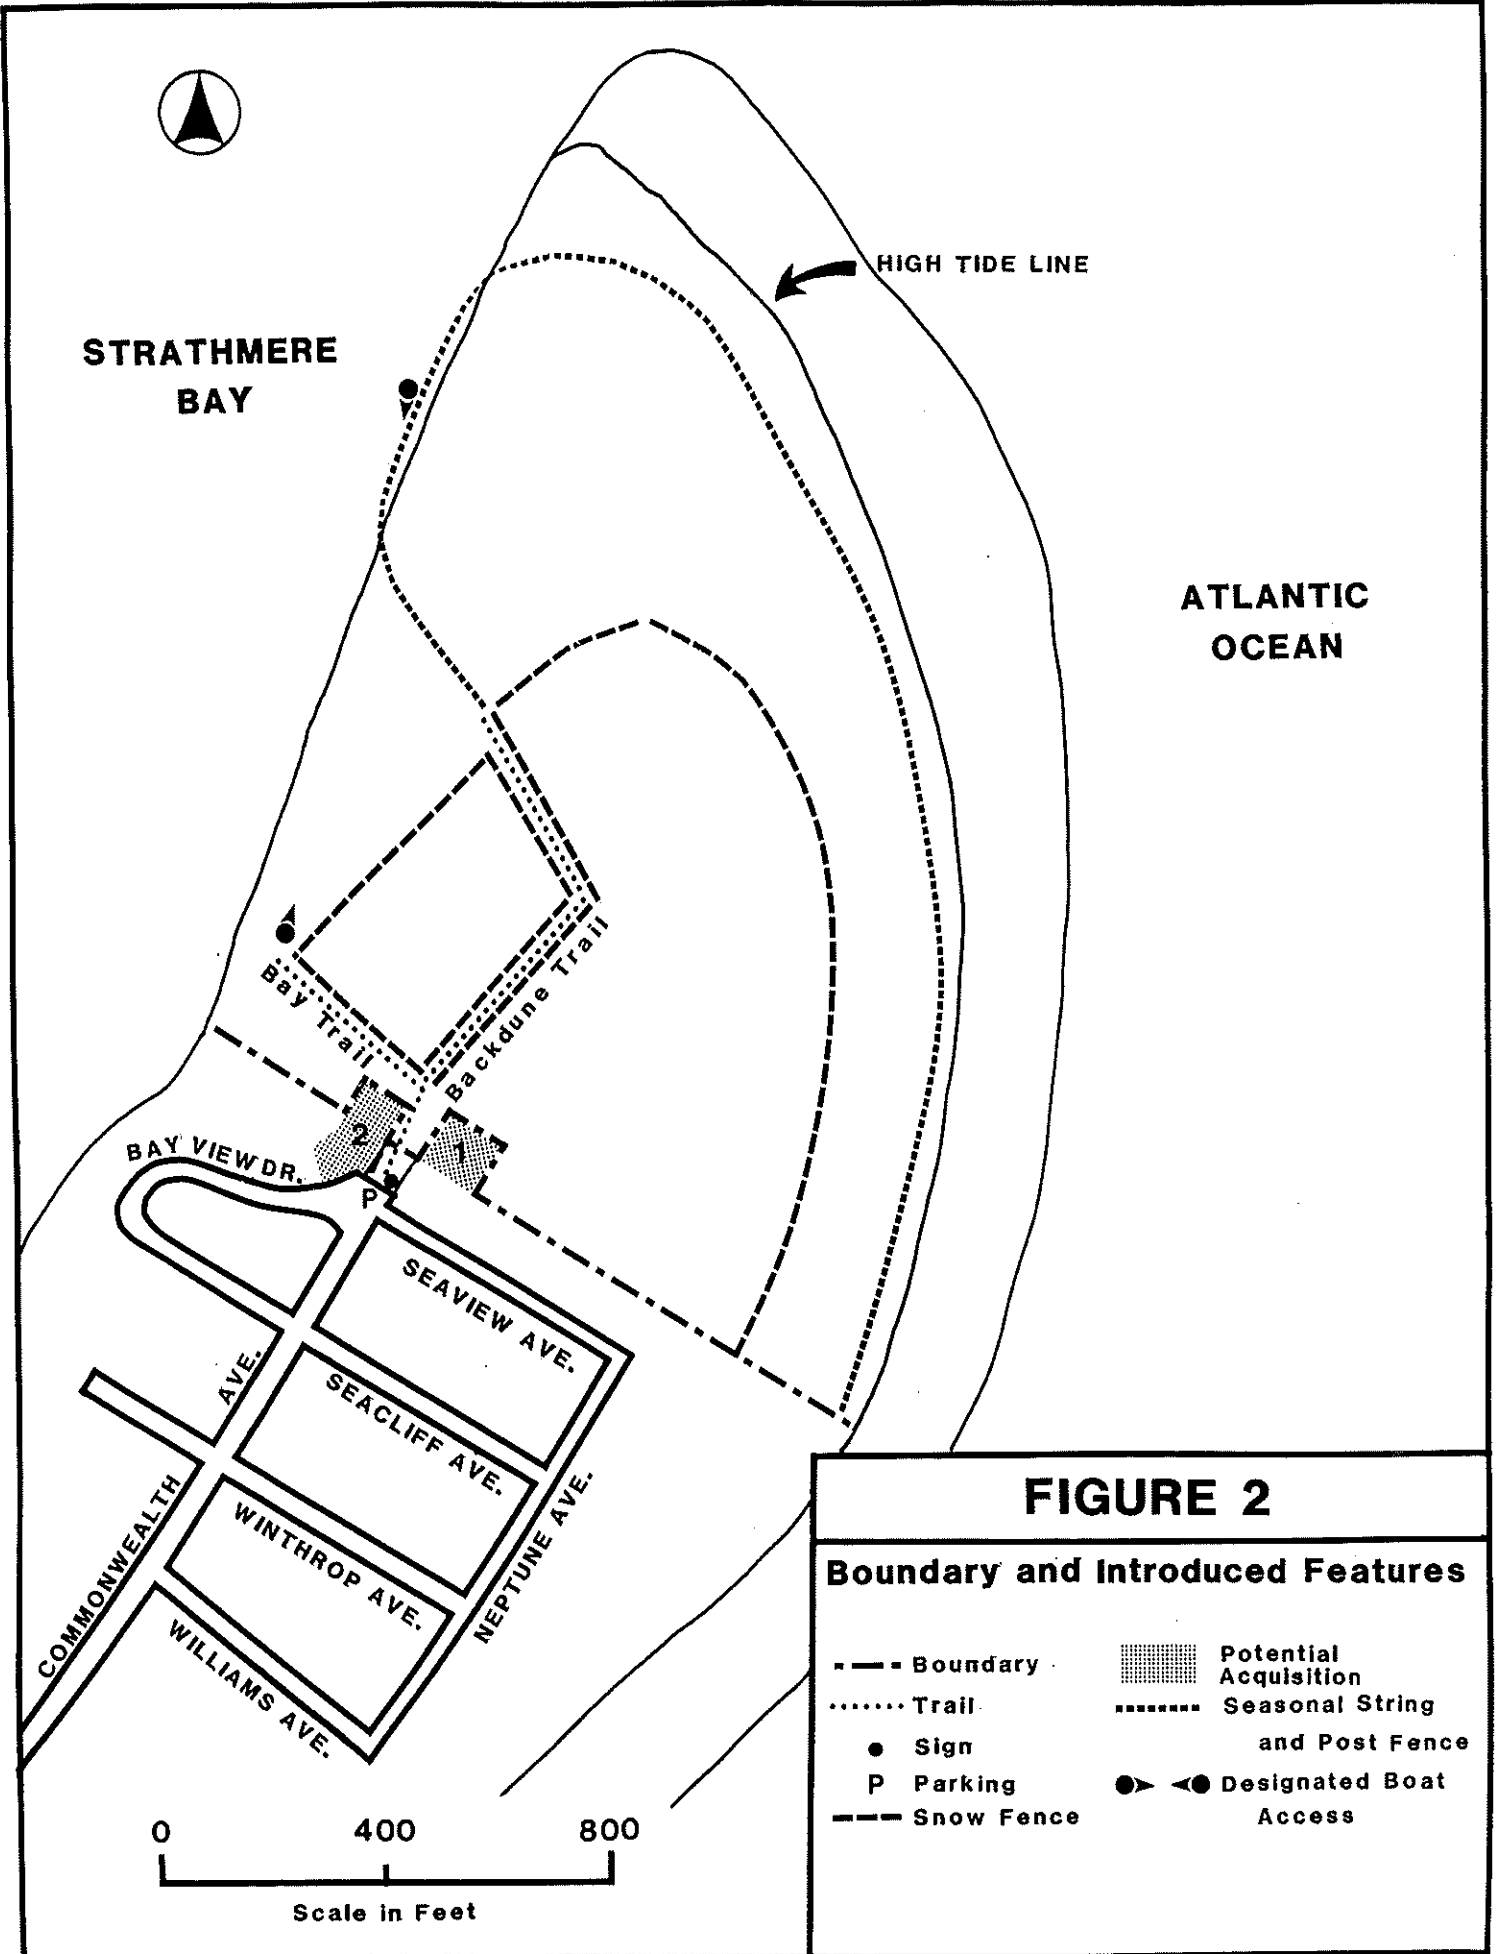 HIGH TIDE LINE
STRATHMERE
BAY
ATLANTIC
OCEAN
Bay Trail
Backdune Trail
2
1
BAY VIEW DR.
P
SEAVIEW AVE.
SEACLIFF AVE.
WINTHROP AVE.
WILLIAMS AVE.
NEPTUNE AVE.
COMMONWEALTH AVE.
0 400 800
Scale in Feet
FIGURE 2
Boundary and Introduced Features
Boundary
Trail
Sign
P Parking
Snow Fence
Potential
Acquisition
Seasonal String
and Post Fence
Designated Boat
Access